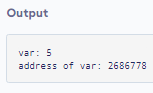 Output
var: 5
address of var: 2686778